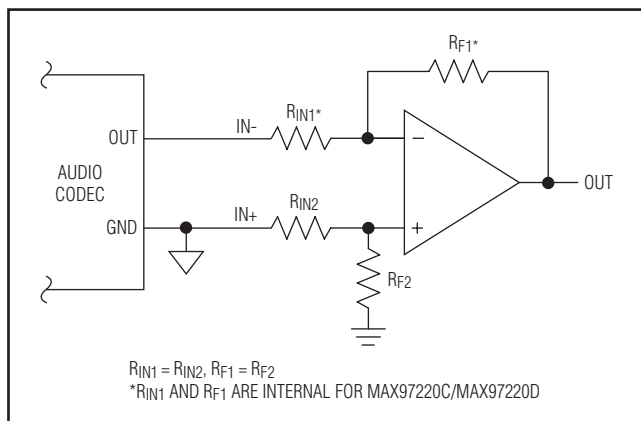 RF1*
OUT
IN-
RIN1*
-
AUDIO
CODEC
OUT
GND
IN+
RIN2
+
RF2
RIN1 = RIN2, RF1 = RF2
*RIN1 AND RF1 ARE INTERNAL FOR MAX97220C/MAX97220D